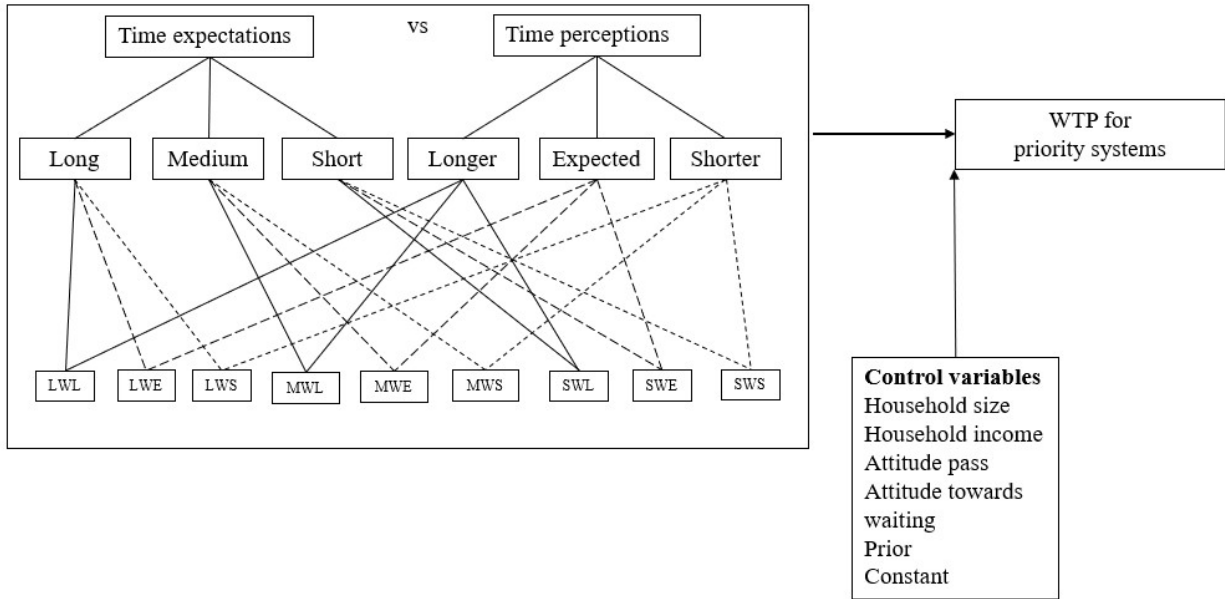 Time expectations
vs
Time perceptions
WTP for
priority systems
Long
Medium
Short
Longer
Expected
Shorter
LWL
LWE
LWS
MWL
MWE
MWS
SWL
SWE
SWS
Control variables
Household size
Household income
Attitude pass
Attitude towards
waiting
Prior
Constant